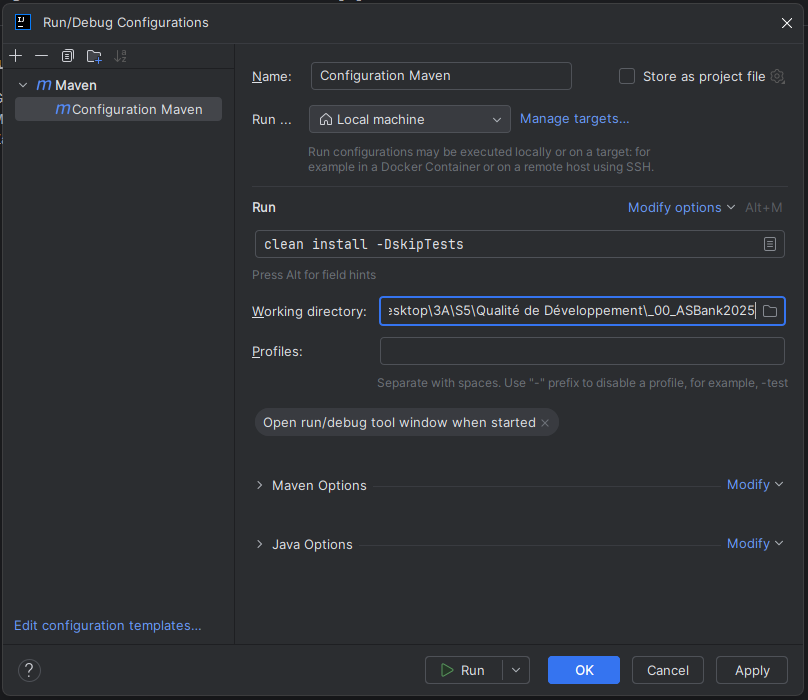 Run/Debug Configurations
Maven
Configuration Maven
Name: Configuration Maven Store as project file
Run ... Local machine Manage targets...
Run configurations may be executed locally or on a target: for
example in a Docker Container or on a remote host using SSH.
Run Modify options Alt+M
clean install -DskipTests
Press Alt for field hints
Working directory: esktop\3A\S5\Qualité de Développement\_00_ASBank2025
Profiles:
Separate with spaces. Use "-" prefix to disable a profile, for example, -test
Open run/debug tool window when started
Maven Options Modify
Java Options Modify
Edit configuration templates...
? Run OK Cancel Apply